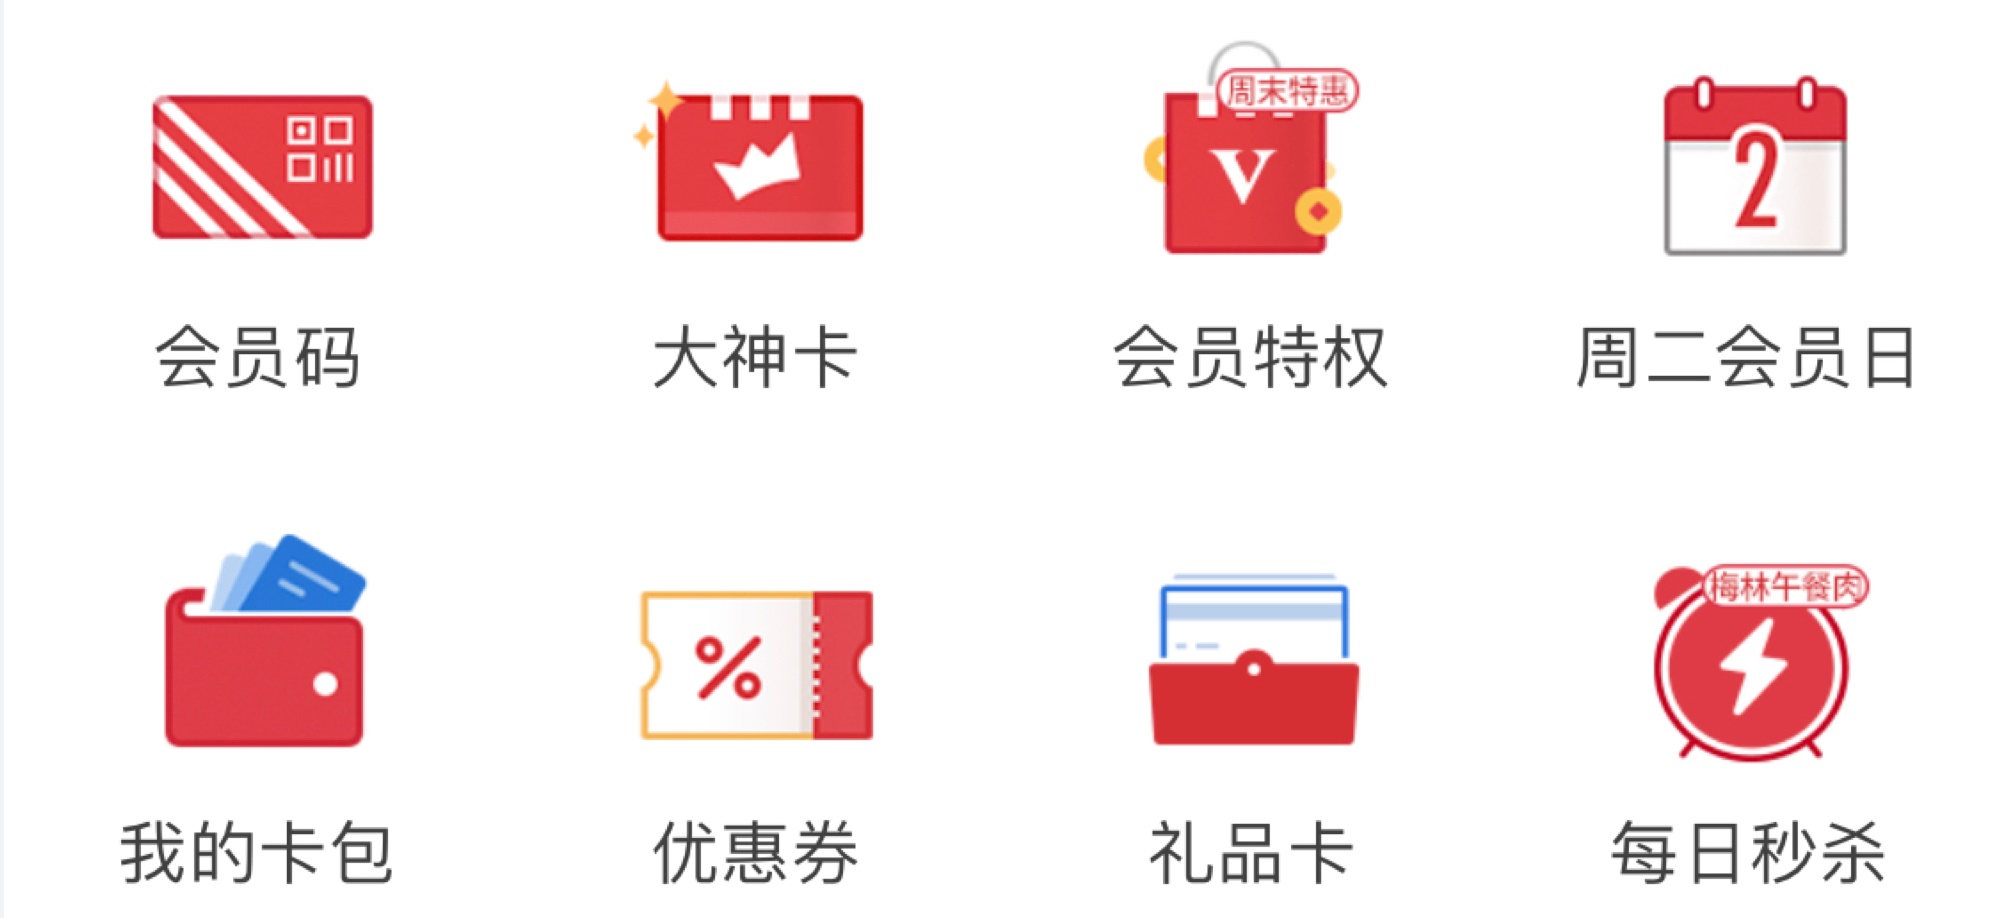 周末特惠
V
2
会员码
大神卡
会员特权
周二会员日
梅林午餐肉
%
我的卡包
优惠券
礼品卡
每日秒杀